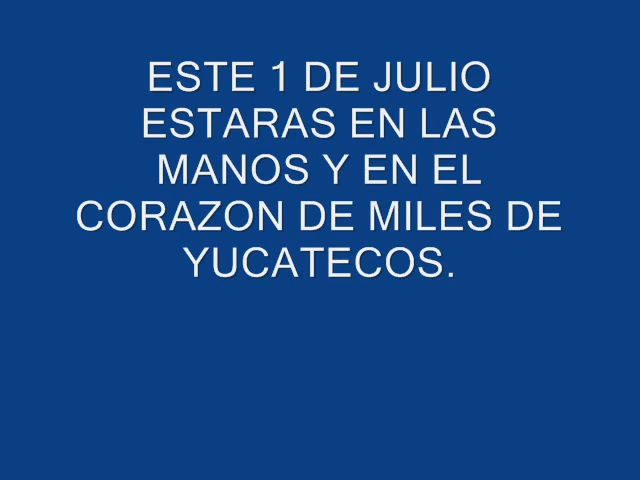 ESTE 1 DE JULIO
ESTARAS EN LAS
MANOS Y EN EL
CORAZON DE MILES DE
YUCATECOS.